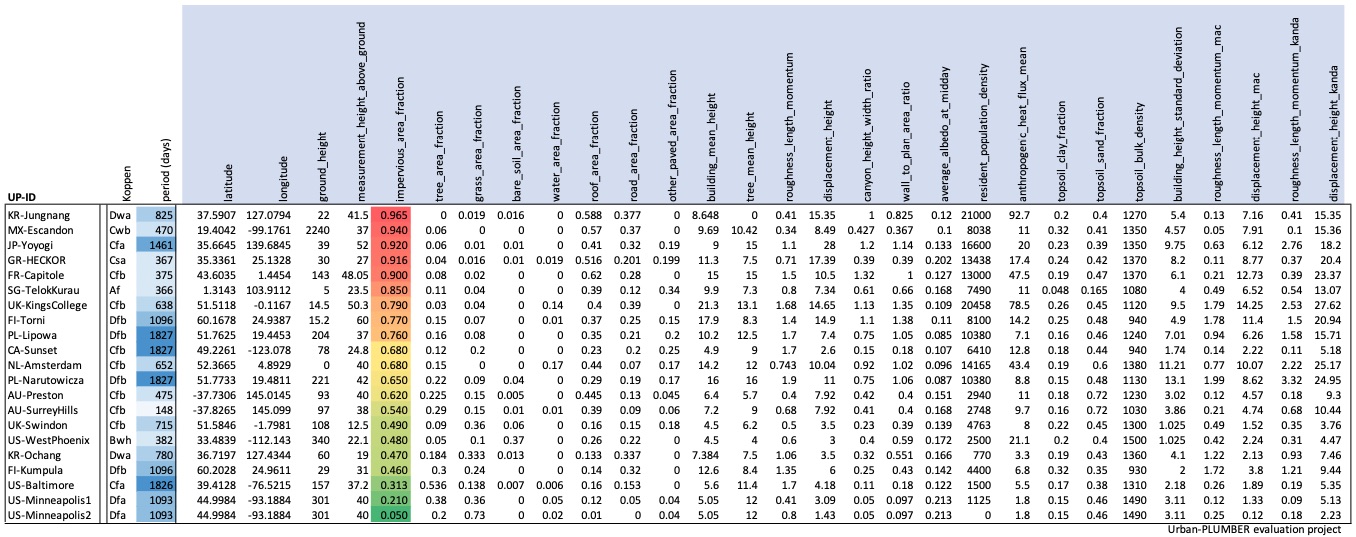 UP-ID Koppen period (days) latitude longitude ground_height measurement_height_above_ground impervious_area_fraction tree_area_fraction grass_area_fraction bare_soil_area_fraction water_area_fraction roof_area_fraction road_area_fraction other_paved_area_fraction building_mean_height tree_mean_height roughness_length_momentum displacement_height canyon_height_width_ratio wall_to_plan_area_ratio average_albedo_at_midday resident_population_density anthropogenic_heat_flux_mean topsoil_clay_fraction topsoil_sand_fraction topsoil_bulk_density building_height_standard_deviation roughness_length_momentum_mac displacement_height_mac roughness_length_momentum_kanda displacement_height_kanda
KR-Jungnang Dwa 825 37.5907 127.0794 22 41.5 0.965 0 0.019 0.016 0 0.588 0.377 0 8.648 0 0.41 15.35 1 0.825 0.12 21000 92.7 0.2 0.4 1270 5.4 0.13 7.16 0.41 15.35
MX-Escandon Cwb 470 19.4042 -99.1761 2240 37 0.940 0.06 0 0 0 0.57 0.37 0 9.69 10.42 0.34 8.49 0.427 0.367 0.1 8038 11 0.32 0.41 1350 4.57 0.05 7.91 0.1 15.36
JP-Yoyogi Cfa 1461 35.6645 139.6845 39 52 0.920 0.06 0.01 0.01 0 0.41 0.32 0.19 9 15 1.1 28 1.2 1.14 0.133 16600 20 0.23 0.39 1350 9.75 0.63 6.12 2.76 18.2
GR-HECKOR Csa 367 35.3361 25.1328 30 27 0.916 0.04 0.016 0.01 0.019 0.516 0.201 0.199 11.3 7.5 0.71 17.39 0.39 0.39 0.202 13438 17.4 0.24 0.42 1370 8.2 0.11 8.77 0.37 20.4
FR-Capitole Cfb 375 43.6035 1.4454 143 48.05 0.900 0.08 0.02 0 0 0.62 0.28 0 15 15 1.5 10.5 1.32 1 0.127 13000 47.5 0.19 0.47 1370 6.1 0.21 12.73 0.39 23.37
SG-TelokKurau Af 366 1.3143 103.9112 5 23.5 0.850 0.11 0.04 0 0 0.39 0.12 0.34 9.9 7.3 0.8 7.34 0.61 0.66 0.168 7490 11 0.048 0.165 1080 4 0.49 6.52 0.54 13.07
UK-KingsCollege Cfb 638 51.5118 -0.1167 14.5 50.3 0.790 0.03 0.04 0 0.14 0.4 0.39 0 21.3 13.1 1.68 14.65 1.13 1.35 0.109 20458 78.5 0.26 0.45 1120 9.5 1.79 14.25 2.53 27.62
FI-Torni Dfb 1096 60.1678 24.9387 15.2 60 0.770 0.15 0.07 0 0.01 0.37 0.25 0.15 17.9 8.3 1.4 14.9 1.1 1.38 0.11 8100 14.2 0.25 0.48 940 4.9 1.78 11.4 1.5 20.94
PL-Lipowa Dfb 1827 51.7625 19.4453 204 37 0.760 0.16 0.08 0 0 0.35 0.21 0.2 10.2 12.5 1.7 7.4 0.75 1.05 0.085 10380 7.1 0.16 0.46 1240 7.01 0.94 6.26 1.58 15.71
CA-Sunset Cfb 1827 49.2261 -123.078 78 24.8 0.680 0.12 0.2 0 0 0.23 0.2 0.25 4.9 9 1.7 2.6 0.15 0.18 0.107 6410 12.8 0.18 0.44 930 1.74 0.14 2.22 0.11 5.18
NL-Amsterdam Cfb 652 52.3665 4.8929 0 40 0.680 0.15 0 0 0.17 0.44 0.07 0.17 14.2 12 0.743 10.04 0.92 1.02 0.096 14165 43.4 0.19 0.6 1380 11.21 0.77 10.07 2.22 25.17
PL-Narutowicza Dfb 1827 51.7733 19.4811 221 42 0.650 0.22 0.09 0.04 0 0.29 0.19 0.17 16 16 1.9 11 0.75 1.06 0.087 10380 8.8 0.15 0.48 1130 13.1 1.99 8.62 3.32 24.95
AU-Preston Cfb 475 -37.7306 145.0145 93 40 0.620 0.225 0.15 0.005 0 0.445 0.13 0.045 6.4 5.7 0.4 7.92 0.42 0.4 0.151 2940 11 0.18 0.72 1230 3.02 0.12 4.57 0.18 9.3
AU-SurreyHills Cfb 148 -37.8265 145.099 97 38 0.540 0.29 0.15 0.01 0.01 0.39 0.09 0.06 7.2 9 0.68 7.92 0.41 0.4 0.168 2748 9.7 0.16 0.72 1030 3.86 0.21 4.74 0.68 10.44
UK-Swindon Cfb 715 51.5846 -1.7981 108 12.5 0.490 0.09 0.36 0.06 0 0.16 0.15 0.18 4.5 6.2 0.5 3.5 0.23 0.39 0.139 4763 8 0.22 0.45 1300 1.025 0.49 1.52 0.35 3.76
US-WestPhoenix Bwh 382 33.4839 -112.143 340 22.1 0.480 0.05 0.1 0.37 0 0.26 0.22 0 4.5 4 0.6 3 0.4 0.59 0.172 2500 21.1 0.2 0.4 1500 1.025 0.42 2.24 0.31 4.47
KR-Ochang Dwa 780 36.7197 127.4344 60 19 0.470 0.184 0.333 0.013 0 0.133 0.337 0 7.384 7.5 1.06 3.5 0.32 0.551 0.166 770 3.3 0.19 0.43 1360 4.1 1.22 2.13 0.93 7.46
FI-Kumpula Dfb 1096 60.2028 24.9611 29 31 0.460 0.3 0.24 0 0 0.14 0.32 0 12.6 8.4 1.35 6 0.25 0.43 0.142 4400 6.8 0.32 0.35 930 2 1.72 3.8 1.21 9.44
US-Baltimore Cfa 1826 39.4128 -76.5215 157 37.2 0.313 0.536 0.138 0.007 0.006 0.16 0.153 0 5.6 11.4 1.7 4.18 0.11 0.18 0.122 1500 5.5 0.17 0.38 1310 2.18 0.26 1.89 0.19 5.35
US-Minneapolis1 Dfa 1093 44.9984 -93.1884 301 40 0.210 0.38 0.36 0 0.05 0.12 0.05 0.04 5.05 12 0.41 3.09 0.05 0.097 0.213 1125 1.8 0.15 0.46 1490 3.11 0.12 1.33 0.09 5.13
US-Minneapolis2 Dfa 1093 44.9984 -93.1884 301 40 0.050 0.2 0.73 0 0.02 0.01 0 0.04 5.05 12 0.8 1.43 0.05 0.097 0.213 0 1.8 0.15 0.46 1490 3.11 0.25 0.12 0.18 2.23
Urban-PLUMBER evaluation project